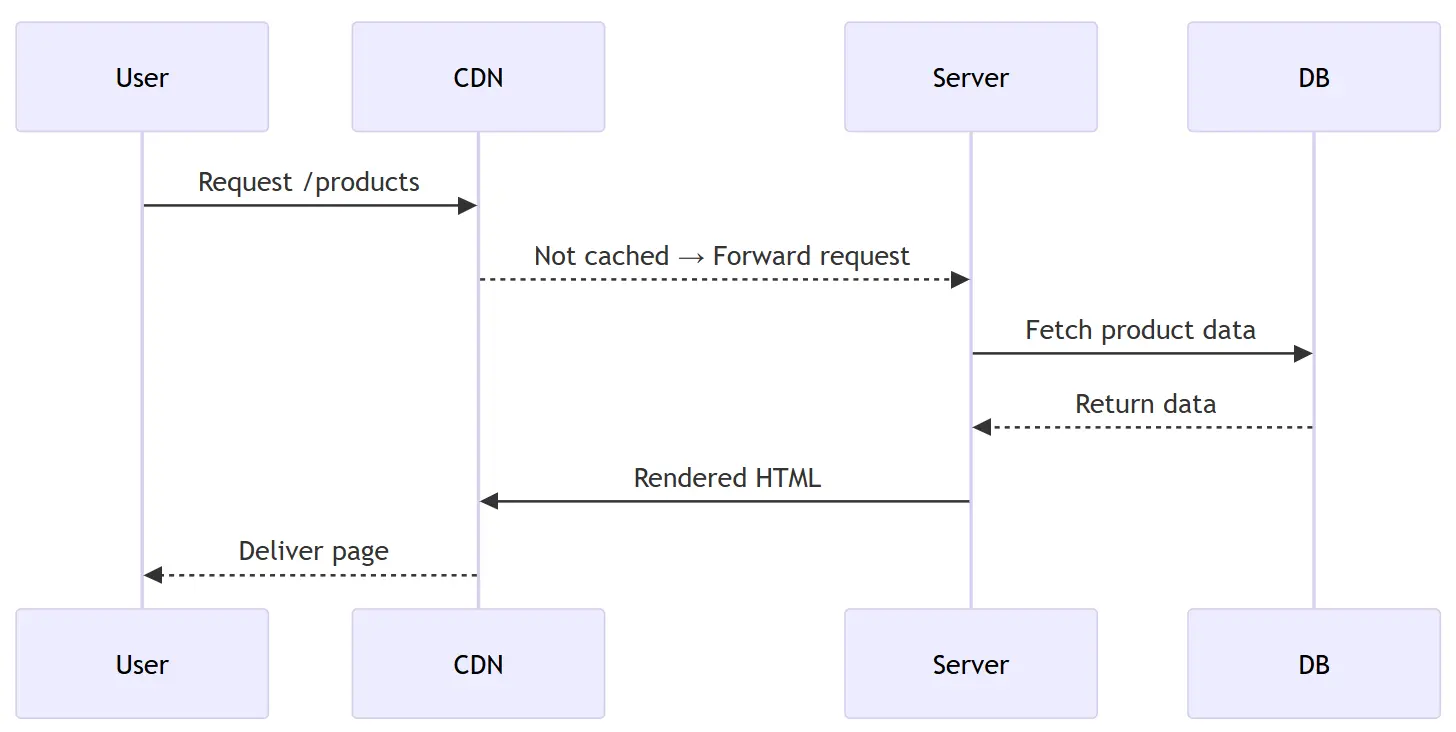 User
CDN
Server
DB
Request /products
Not cached → Forward request
Fetch product data
Return data
Rendered HTML
Deliver page
User
CDN
Server
DB